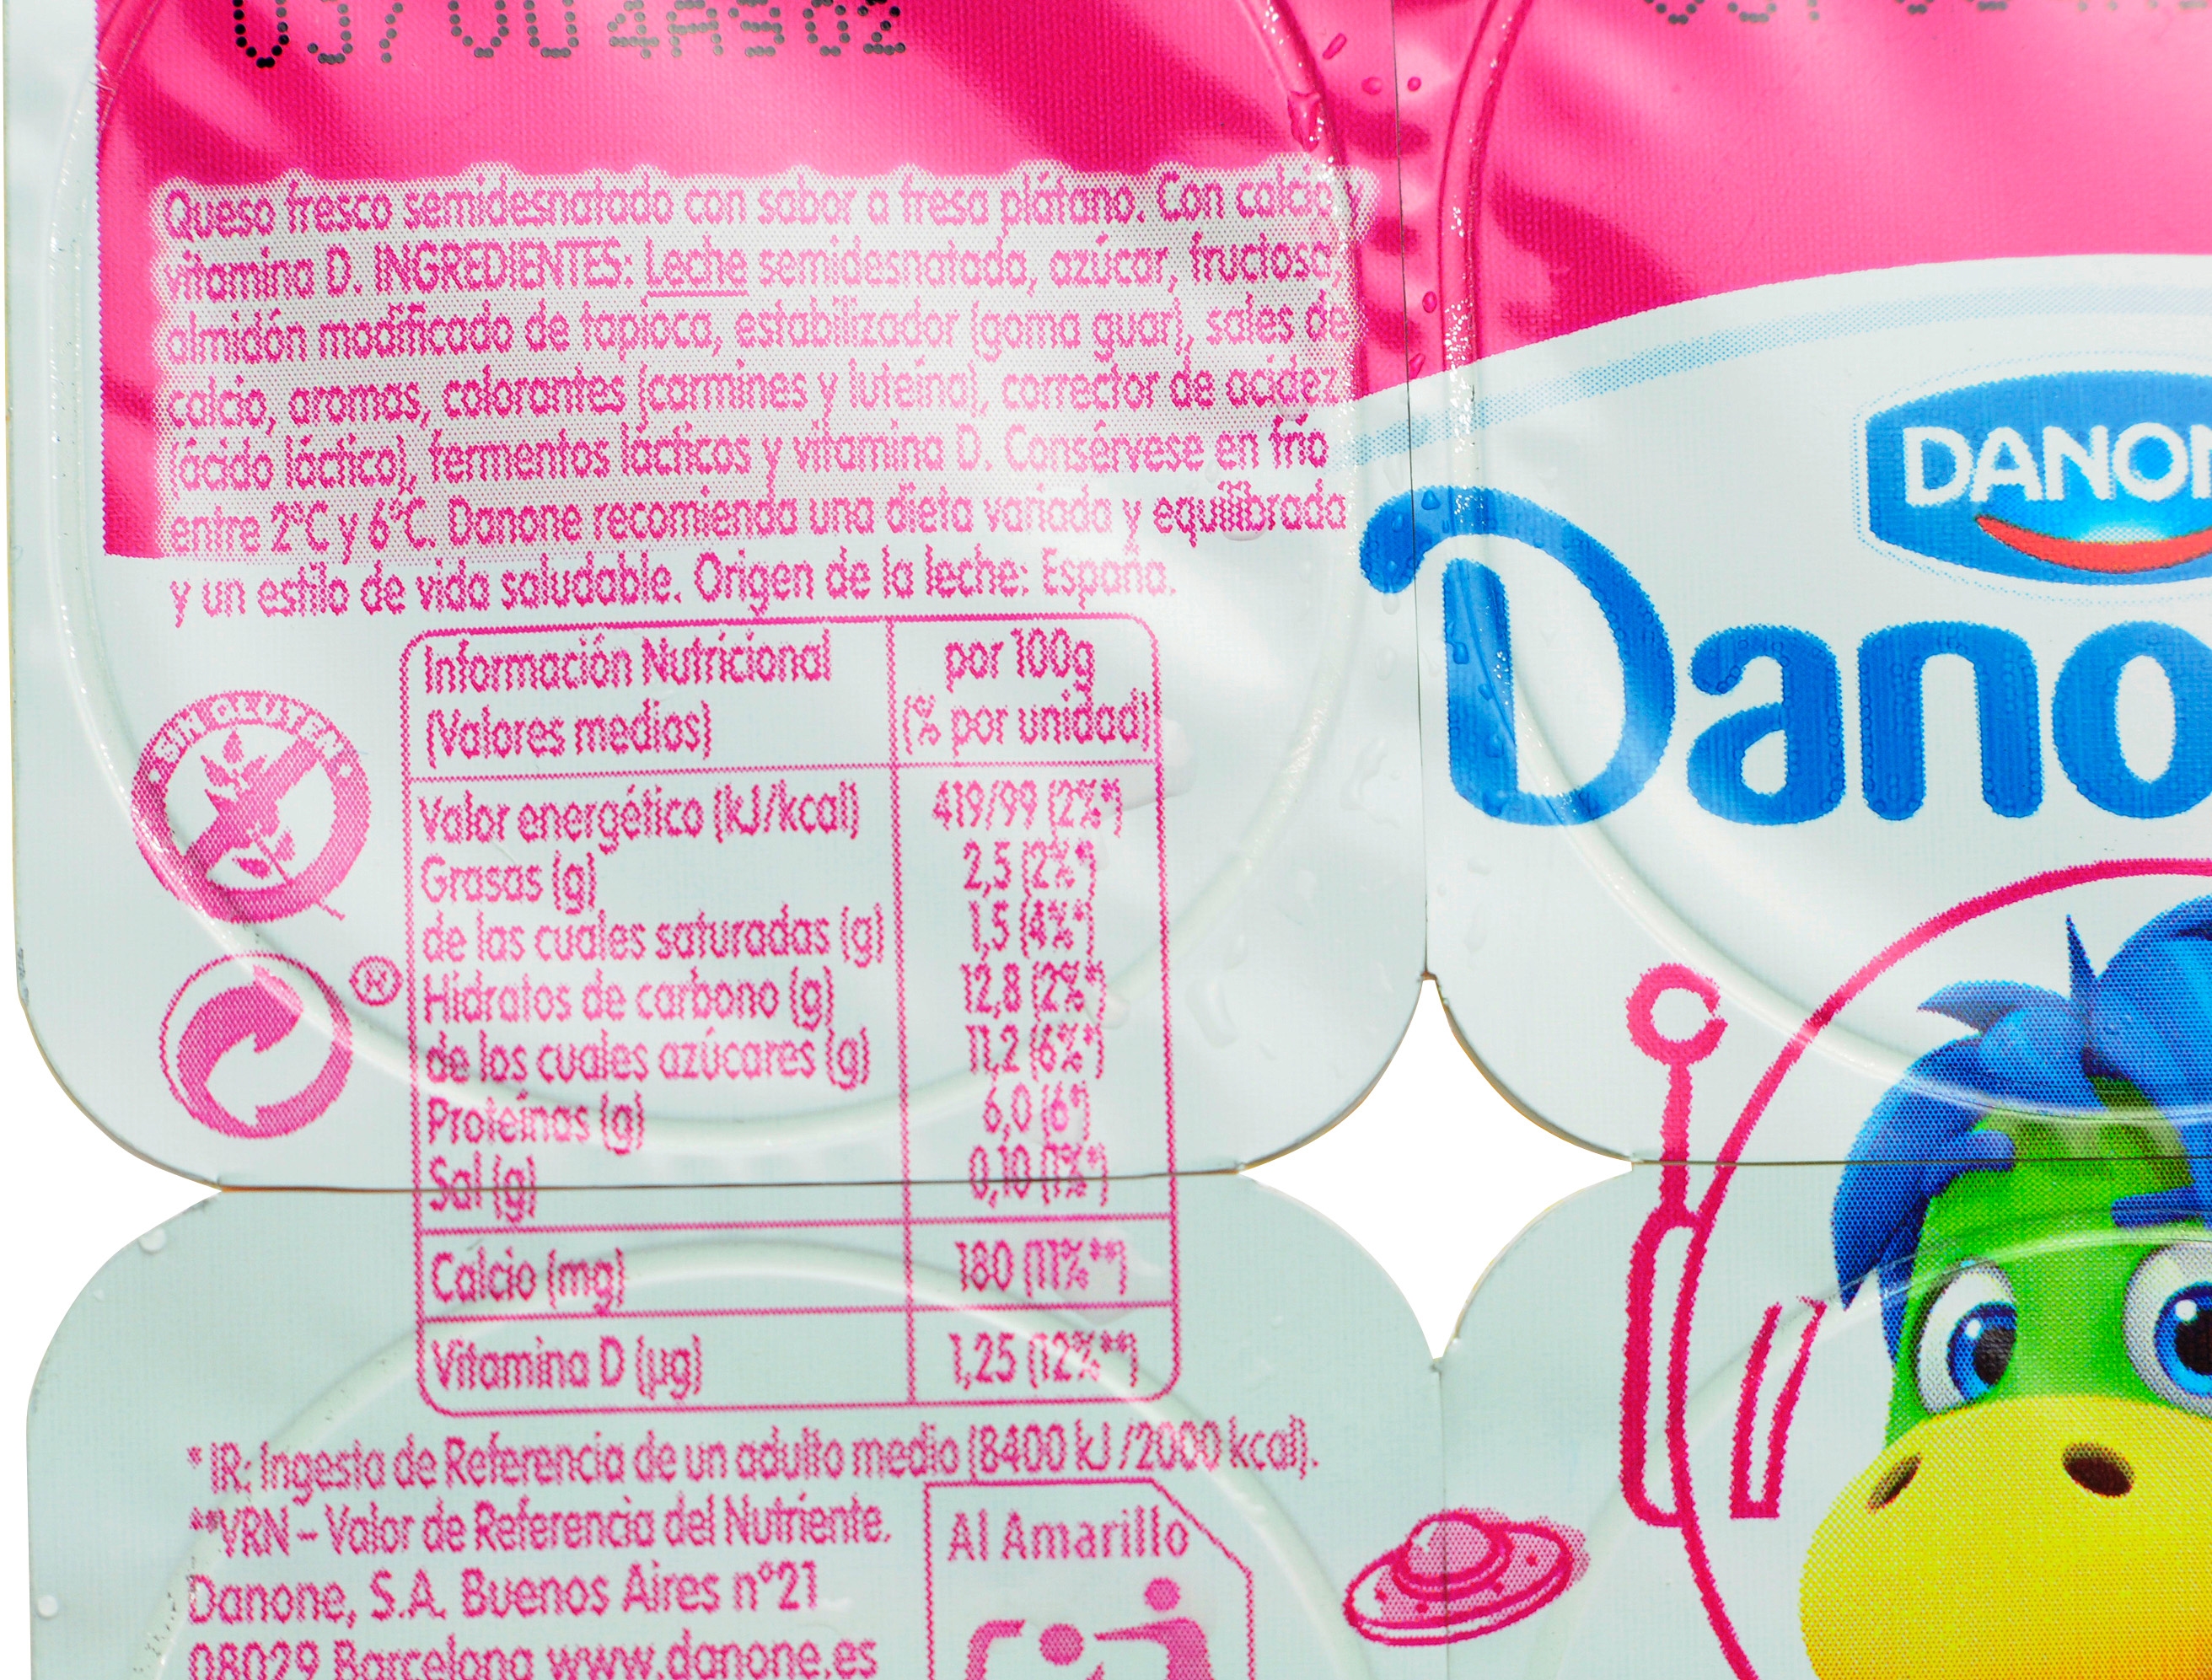 Queso fresco semidesnatado con sabor a fresa plátano. Con calcio y
vitamina D. INGREDIENTES: Leche semidesnatada, azúcar, fructosa,
almidón modificado de tapioca, estabilizador (goma guar), sales de
calcio, aromas, colorantes (carmines y luteína), corrector de acidez
(ácido láctico), fermentos lácticos y vitamina D. Consérvese en frío
entre 2°C y 6°C. Danone recomienda una dieta variada y equilibrada
y un estilo de vida saludable. Origen de la leche: España.
SIN GLUTEN
®
Información Nutricional (Valores medios) por 100g (% por unidad)
Valor energético (kJ/kcal) 419/99 (2%*)
Grasas (g) 2,5 (2%*)
de las cuales saturadas (g) 1,5 (4%*)
Hidratos de carbono (g) 12,8 (2%*)
de los cuales azúcares (g) 11,2 (6%*)
Proteínas (g) 6,0 (6*)
Sal (g) 0,10 (1%*)
Calcio (mg) 180 (11%**)
Vitamina D (µg) 1,25 (12%**)
* IR: Ingesta de Referencia de un adulto medio (8400 kJ /2000 kcal).
**VRN – Valor de Referencia del Nutriente.
Danone, S.A. Buenos Aires n°21
08029 Barcelona www.danone.es
Al Amarillo
DANON
Dano